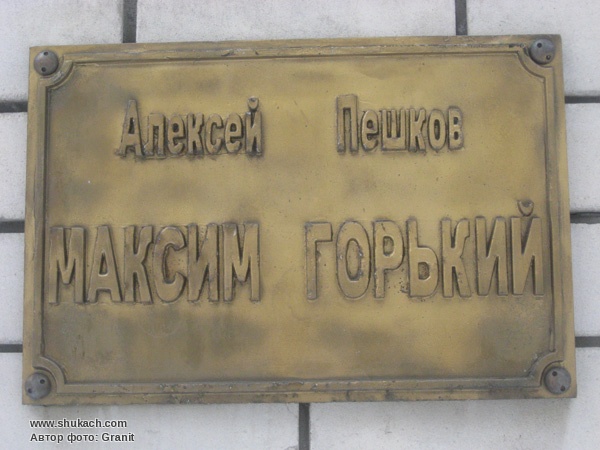 Алексей Пешков
МАКСИМ ГОРЬКИЙ
www.shukach.com
Автор фото: Granit